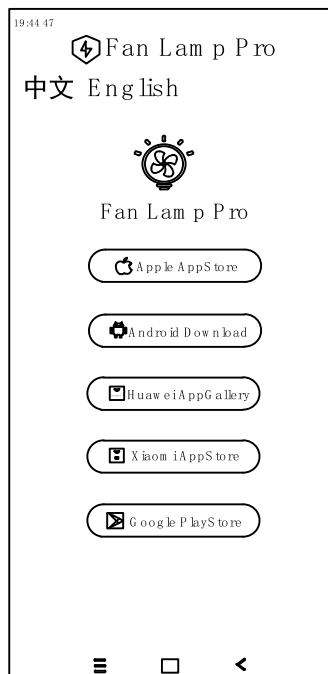 19:44 47
Fan Lamp Pro
中文 English
Fan Lamp Pro
Apple AppStore
Android Download
Huawei AppGallery
Xiaomi AppStore
Google PlayStore